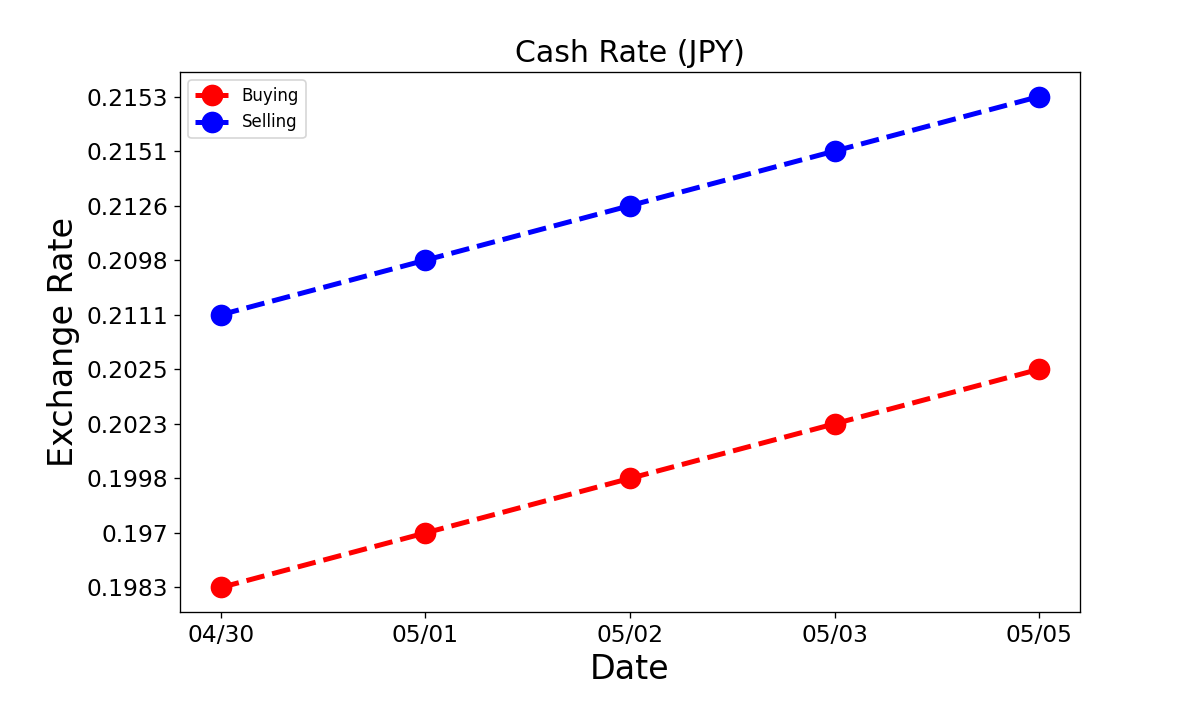 Cash Rate (JPY)
Buying
Selling
0.2153
0.2151
0.2126
0.2098
0.2111
0.2025
0.2023
0.1998
0.197
0.1983
Exchange Rate
04/30 05/01 05/02 05/03 05/05
Date